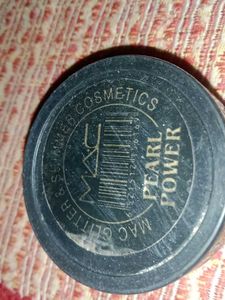 MAC GLITTER & SHIMMER COSMETICS
MAC
PEARL
POWER